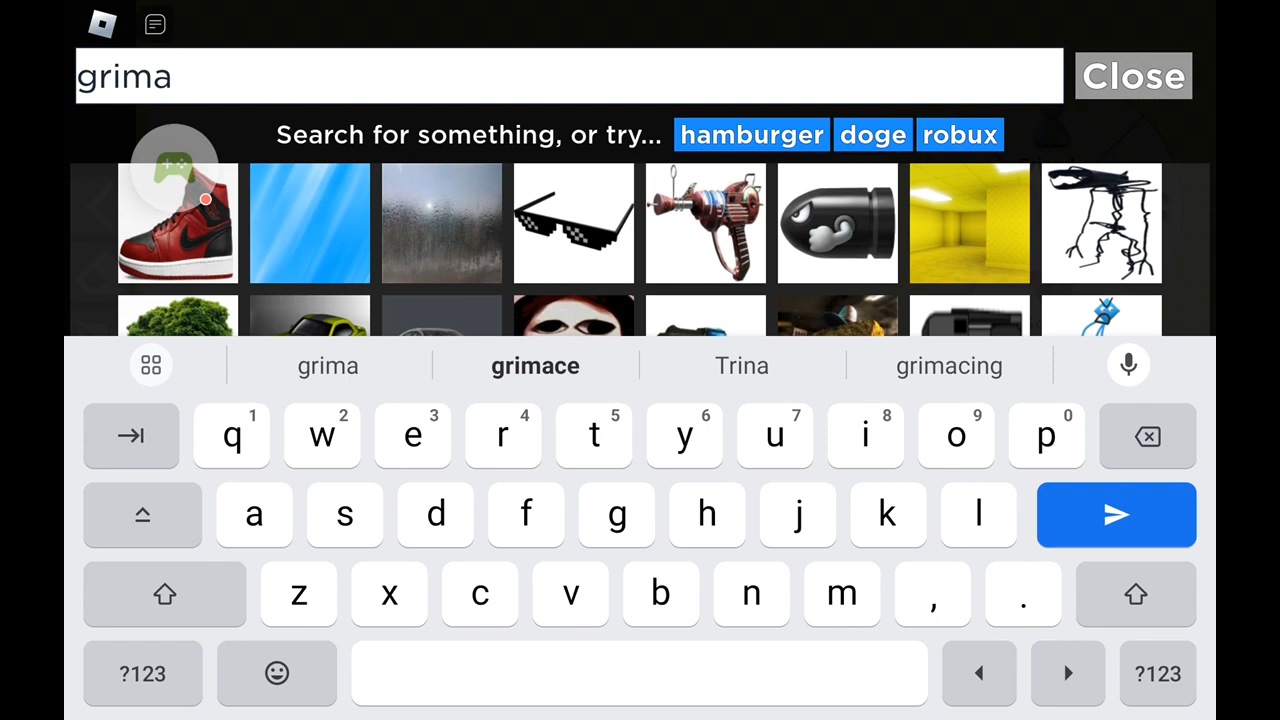 grima
Close
Search for something, or try... hamburger doge robux
grima grimace Trina grimacing
q 1 w 2 e 3 r 4 t 5 y 6 u 7 i 8 o 9 p 0
a s d f g h j k l
z x c v b n m , .
?123 ?123